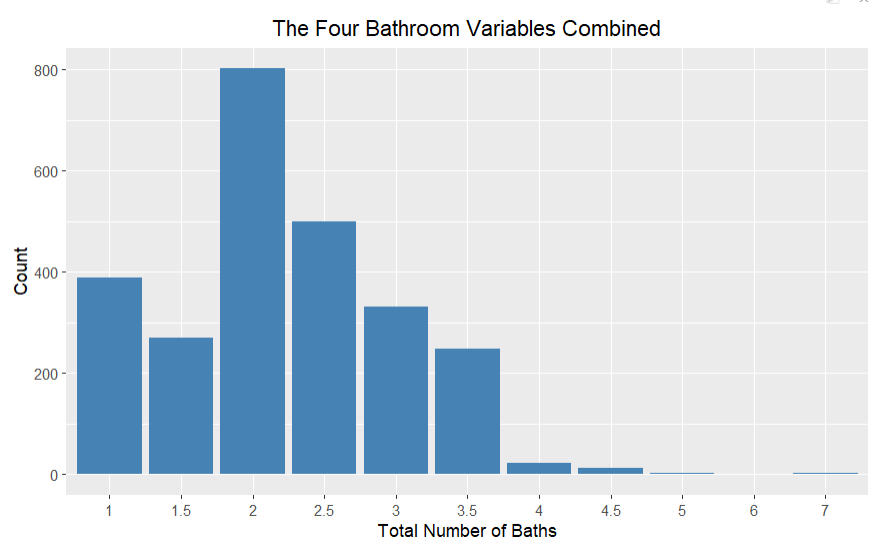 The Four Bathroom Variables Combined
800
600
400
200
0
Count
1 1.5 2 2.5 3 3.5 4 4.5 5 6 7
Total Number of Baths